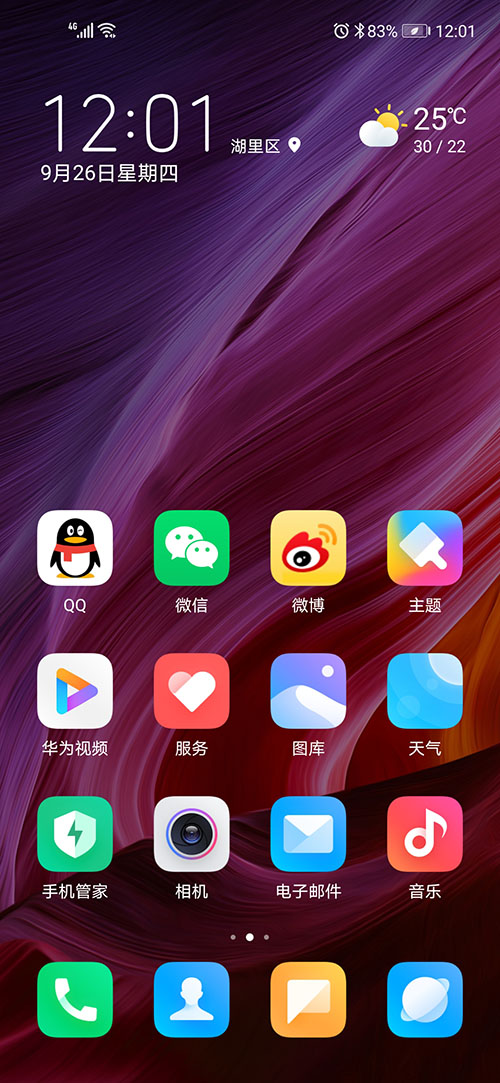 4G
83%
12:01
12:01
湖里区
25℃
9月26日星期四
30 / 22
QQ
微信
微博
主题
华为视频
服务
图库
天气
手机管家
相机
电子邮件
音乐